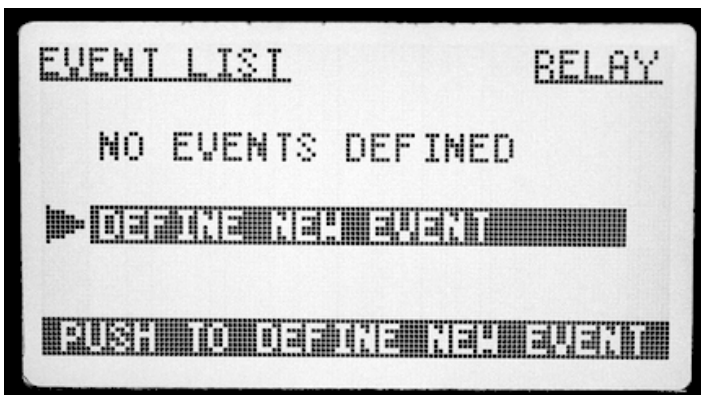 EVENT LIST RELAY
NO EVENTS DEFINED
DEFINE NEW EVENT
PUSH TO DEFINE NEW EVENT